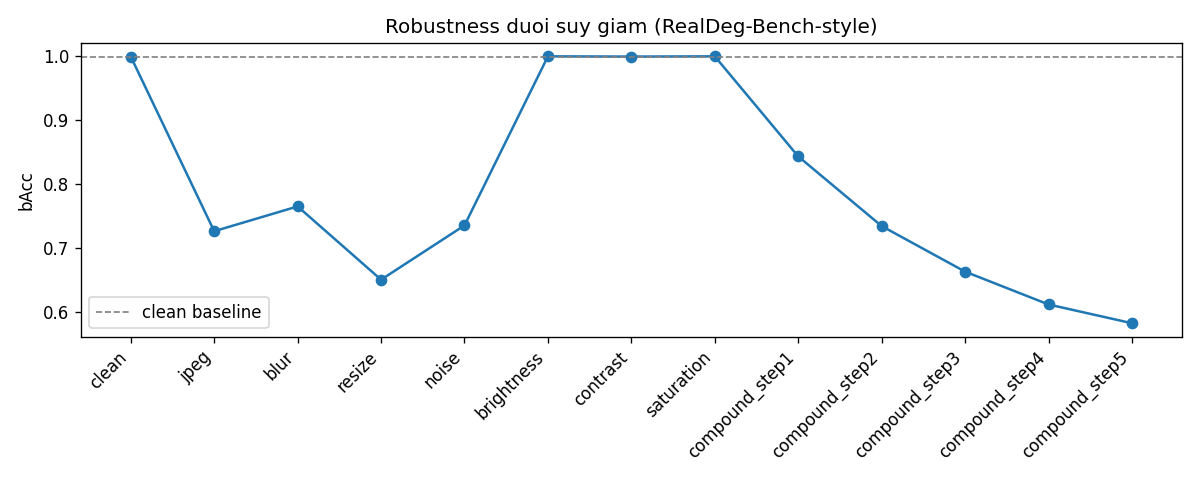 Robustness duoi suy giam (RealDeg-Bench-style)
bAcc
1.0
0.9
0.8
0.7
0.6
clean baseline
clean
jpeg
blur
resize
noise
brightness
contrast
saturation
compound_step1
compound_step2
compound_step3
compound_step4
compound_step5